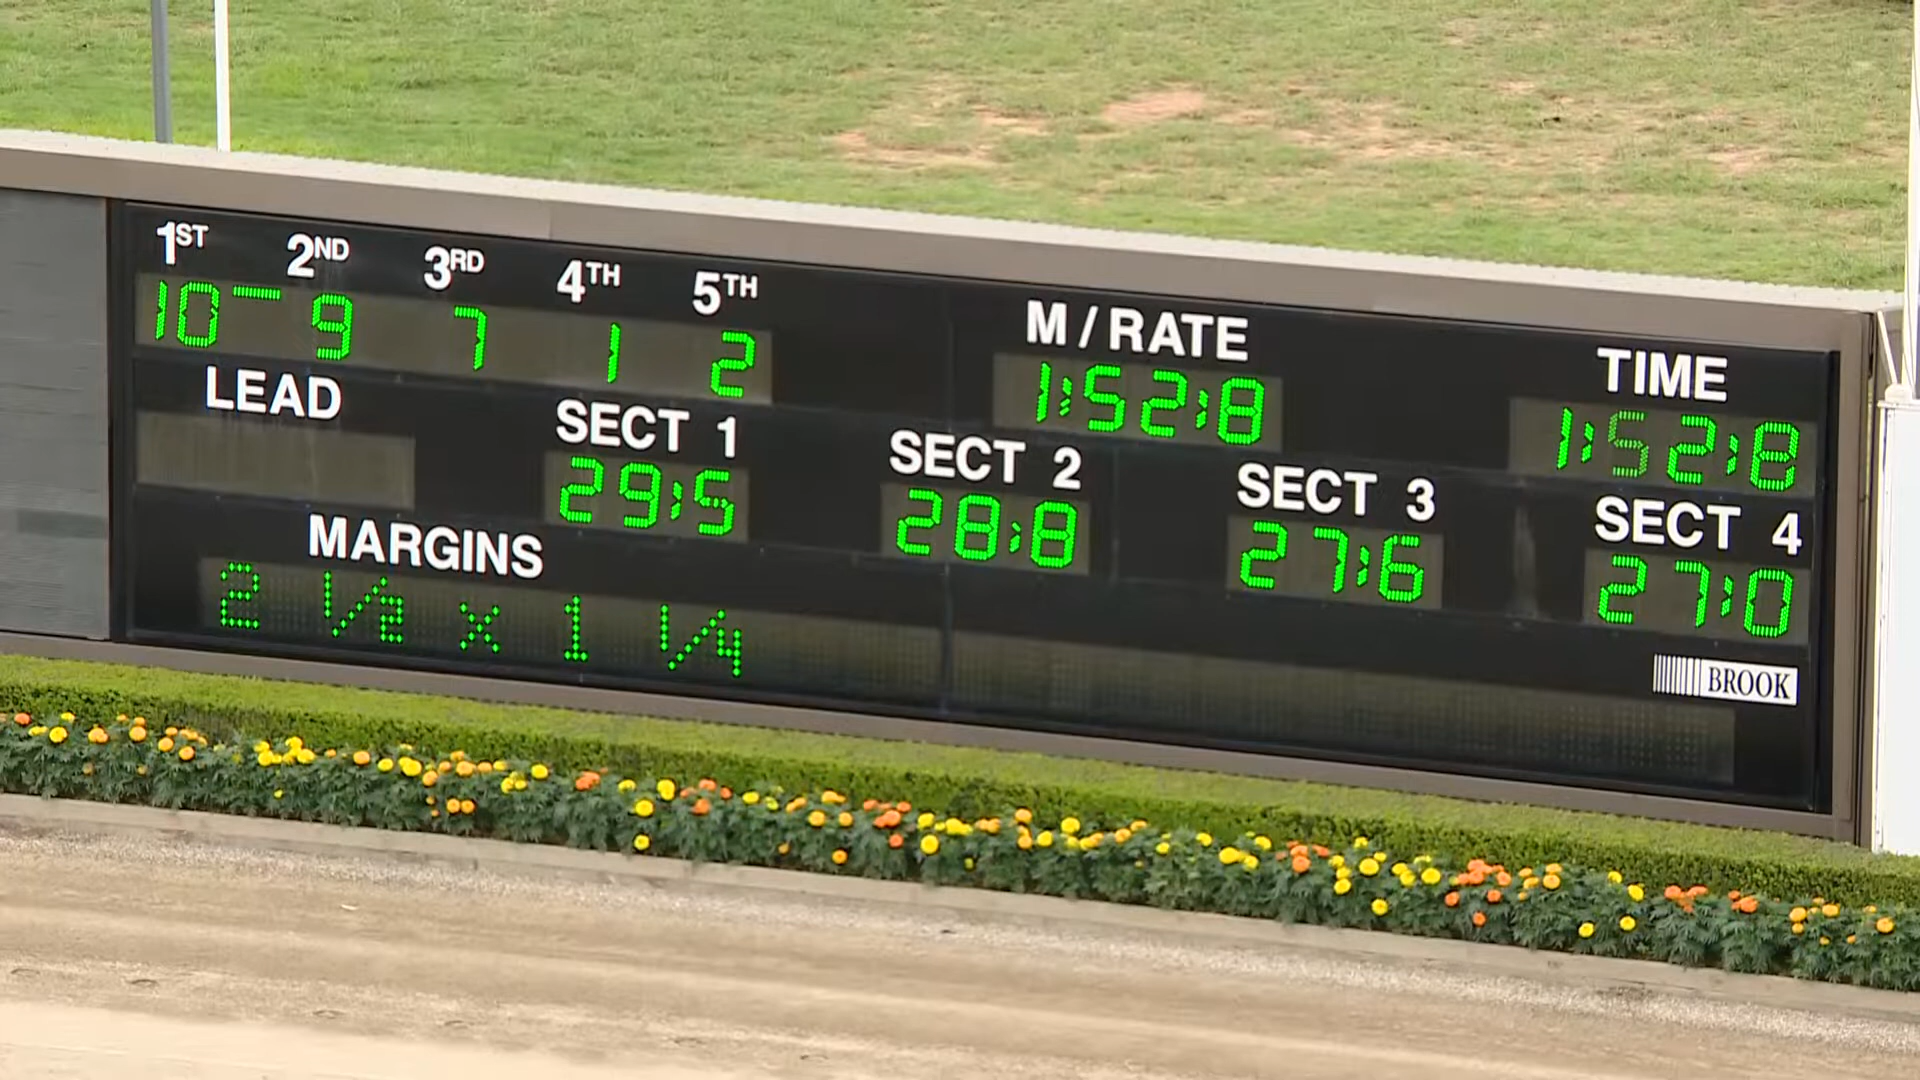 1ST 2ND 3RD 4TH 5TH
10 9 7 1 2
M / RATE
1:52:8
TIME
1:52:8
LEAD
SECT 1
29:5
SECT 2
28:8
SECT 3
27:6
SECT 4
27:0
MARGINS
2 1/2 x 1 1/4
BROOK